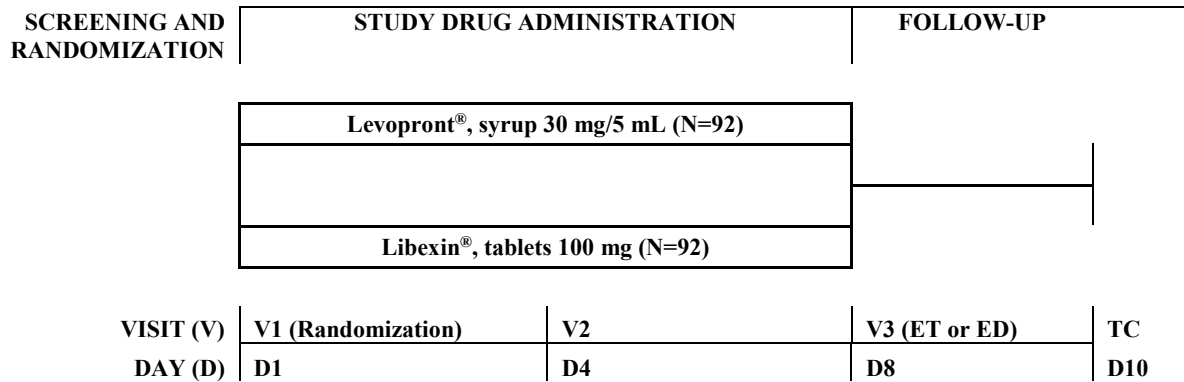 SCREENING AND RANDOMIZATION STUDY DRUG ADMINISTRATION FOLLOW-UP
Levopront®, syrup 30 mg/5 mL (N=92)
Libexin®, tablets 100 mg (N=92)
VISIT (V) V1 (Randomization) V2 V3 (ET or ED) TC
DAY (D) D1 D4 D8 D10